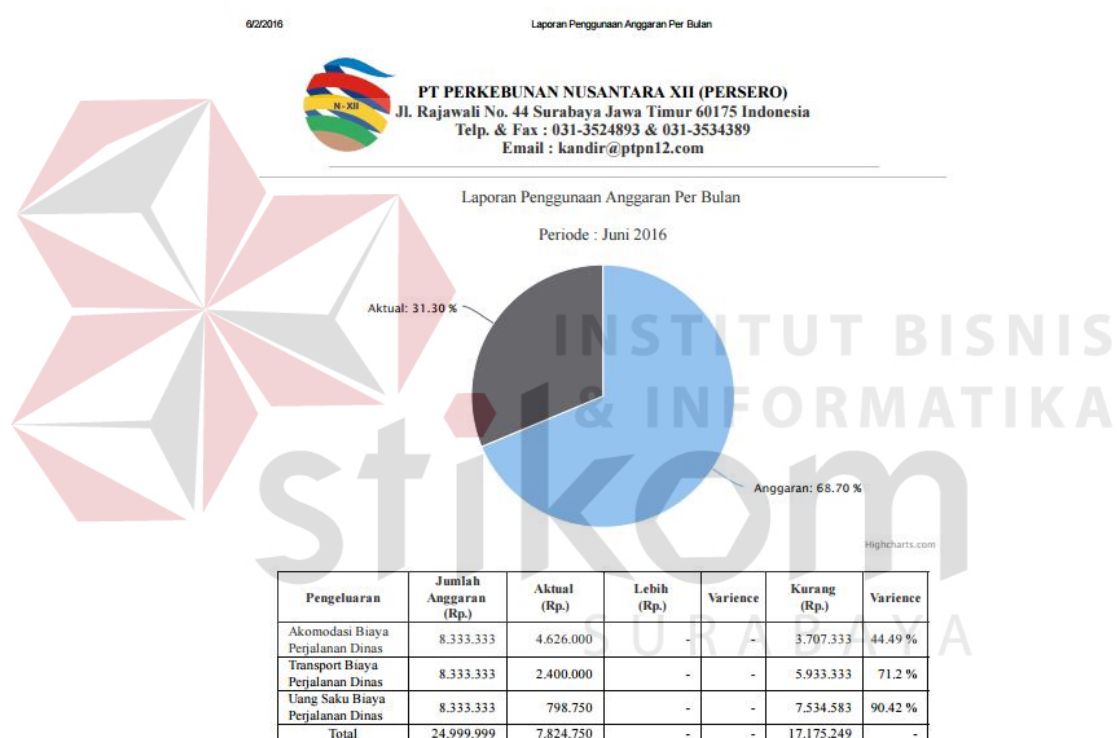 6/2/2016 Laporan Penggunaan Anggaran Per Bulan
N-XII
PT PERKEBUNAN NUSANTARA XII (PERSERO)
Jl. Rajawali No. 44 Surabaya Jawa Timur 60175 Indonesia
Telp. & Fax : 031-3524893 & 031-3534389
Email : kandir@ptpn12.com
Laporan Penggunaan Anggaran Per Bulan
Periode : Juni 2016
Aktual: 31.30 %
INSTITUT BISNIS
& INFORMATIKA
stikom
Anggaran: 68.70 %
Highcharts.com
Pengeluaran Jumlah Anggaran (Rp.) Aktual (Rp.) Lebih (Rp.) Varience Kurang (Rp.) Varience
Akomodasi Biaya Perjalanan Dinas 8.333.333 4.626.000 - - 3.707.333 44.49 %
SURABAYA
Transport Biaya Perjalanan Dinas 8.333.333 2.400.000 - - 5.933.333 71.2 %
Uang Saku Biaya Perjalanan Dinas 8.333.333 798.750 - - 7.534.583 90.42 %
Total 24.999.999 7.824.750 - - 17.175.249 -